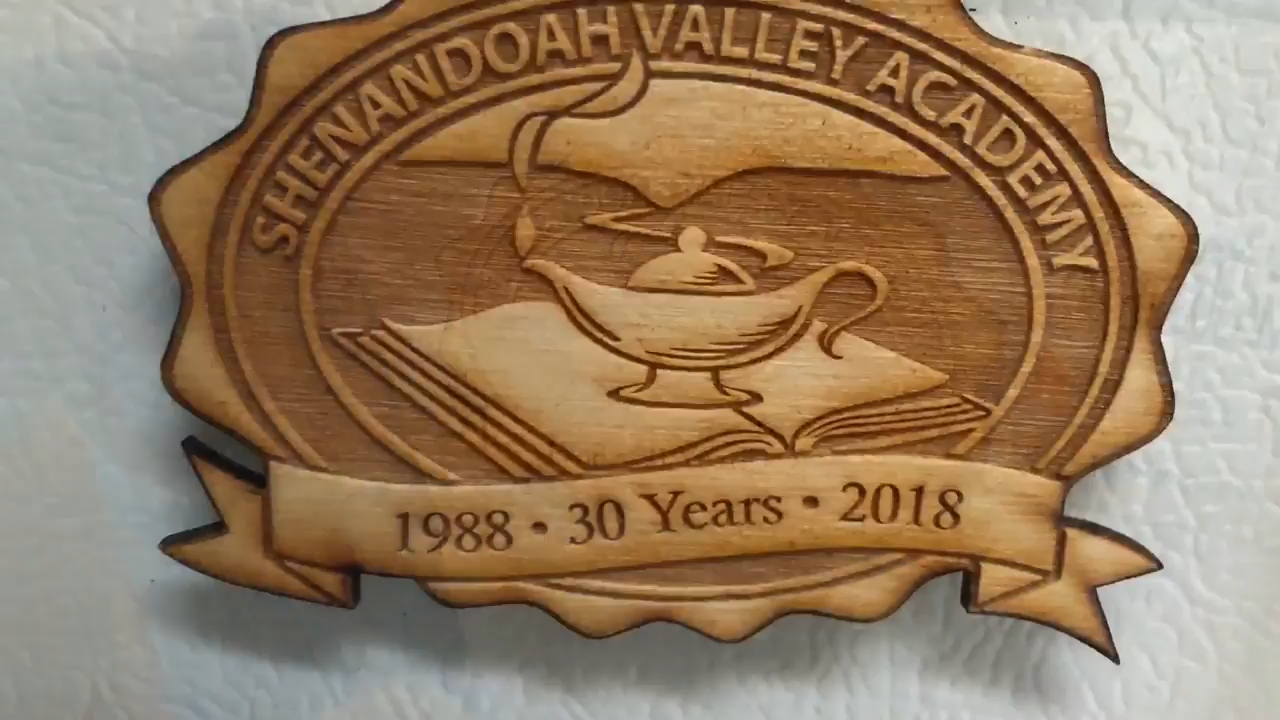 SHENANDOAH VALLEY ACADEMY
1988 • 30 Years • 2018